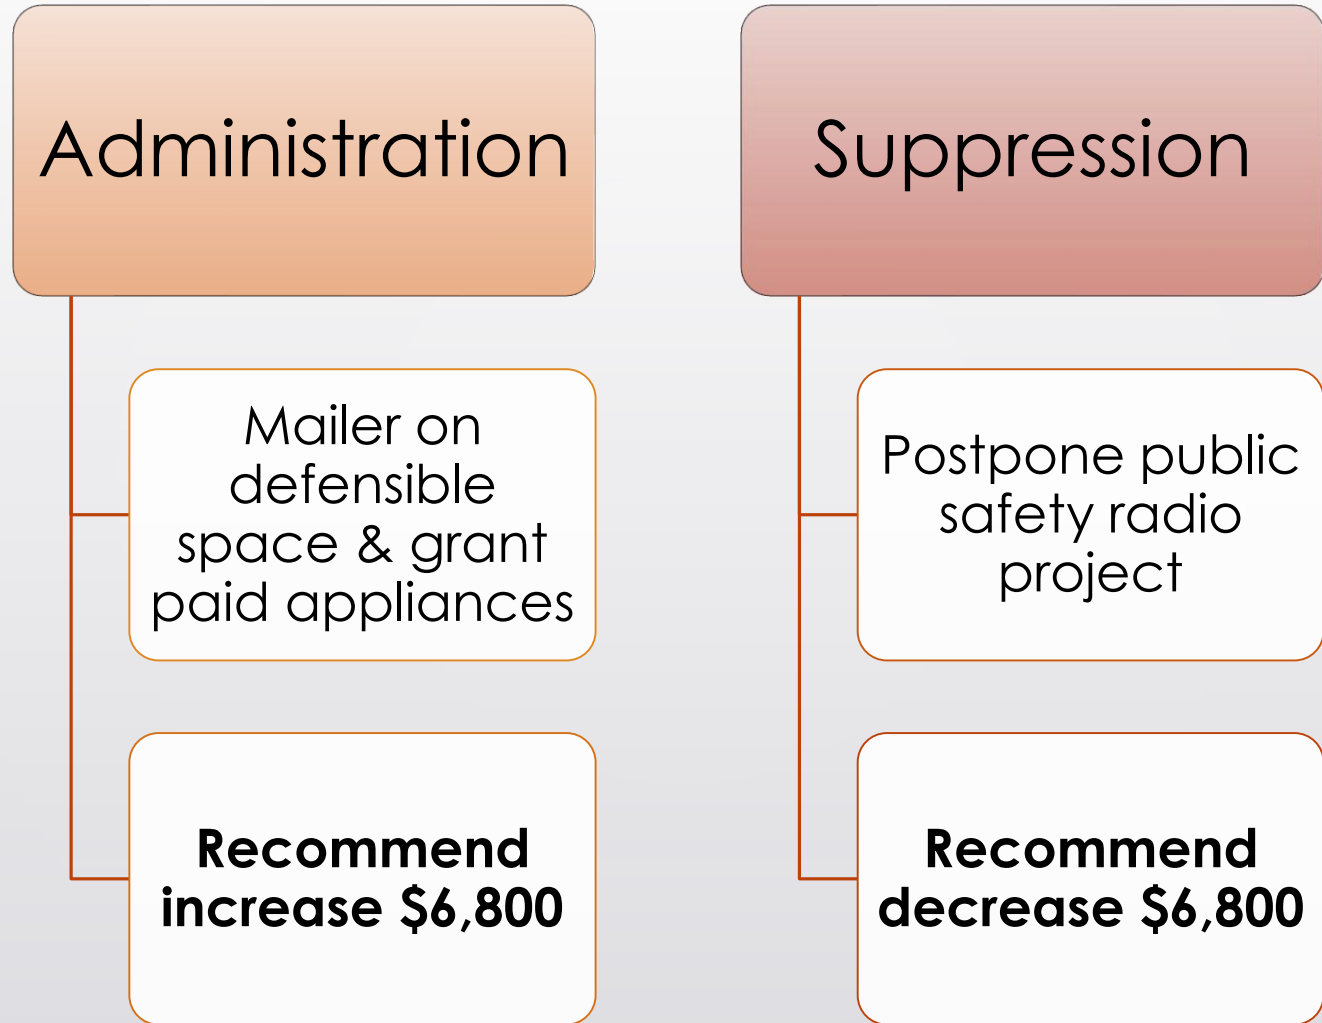 Administration
Mailer on
defensible
space & grant
paid appliances
Recommend
increase $6,800
Suppression
Postpone public
safety radio
project
Recommend
decrease $6,800